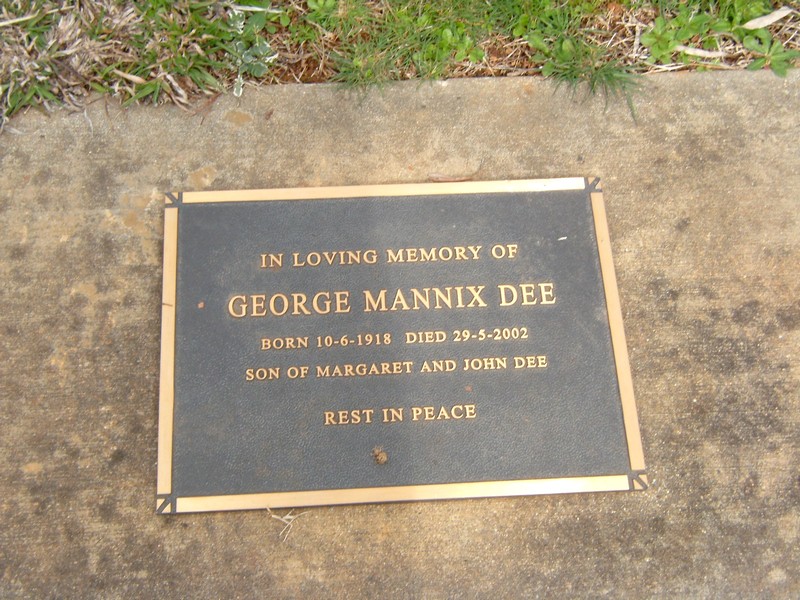 IN LOVING MEMORY OF
GEORGE MANNIX DEE
BORN 10-6-1918 DIED 29-5-2002
SON OF MARGARET AND JOHN DEE
REST IN PEACE